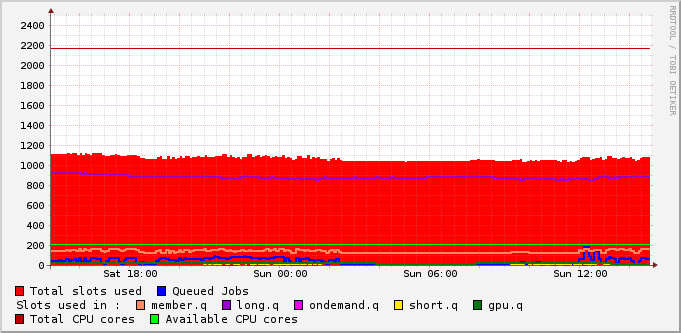 RRDTOOL / TOBI OETIKER
2400
2200
2000
1800
1600
1400
1200
1000
800
600
400
200
0
Sat 18:00 Sun 00:00 Sun 06:00 Sun 12:00
Total slots used Queued Jobs
Slots used in : member.q long.q ondemand.q short.q gpu.q
Total CPU cores Available CPU cores